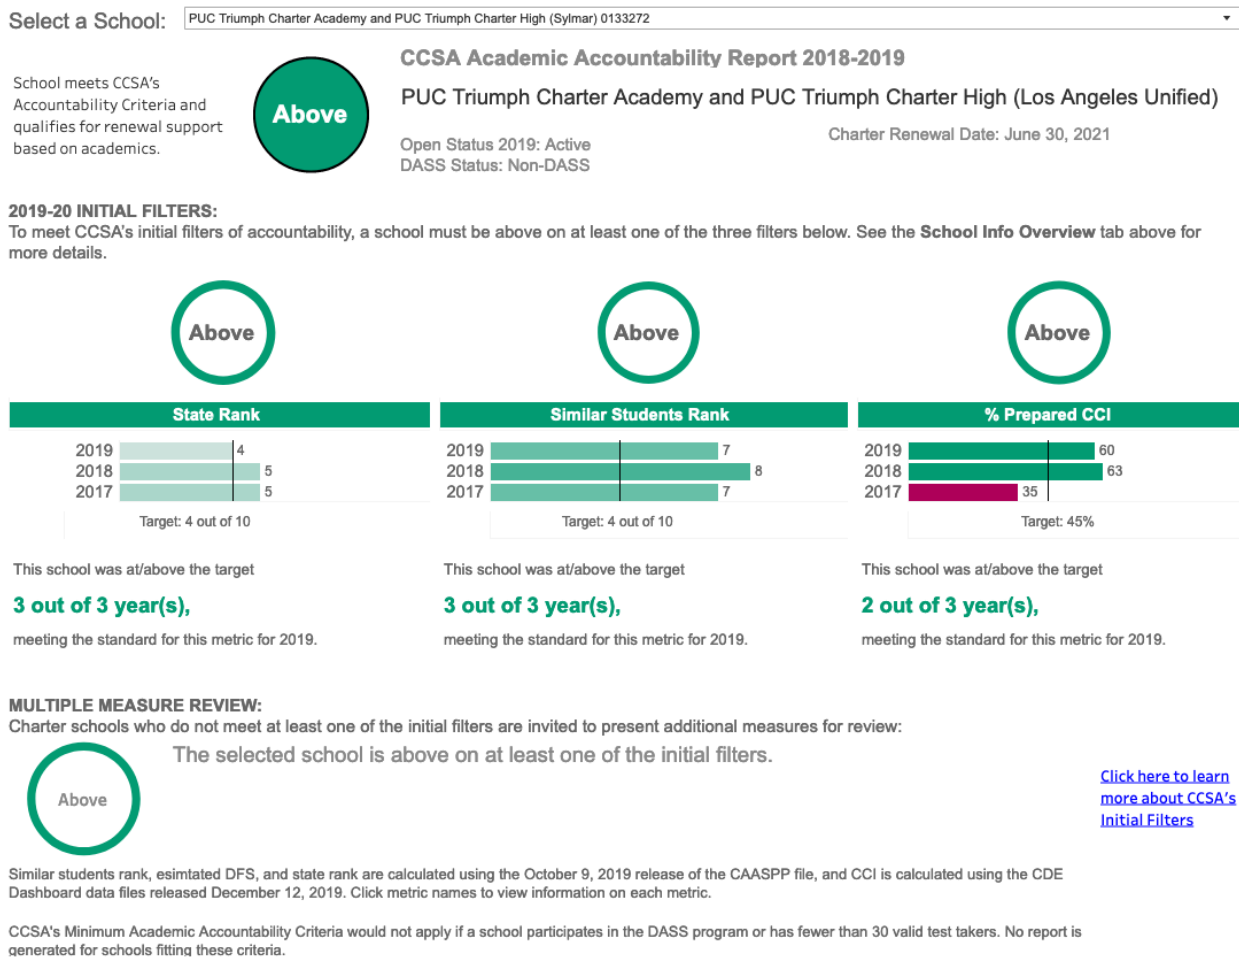 Select a School:
PUC Triumph Charter Academy and PUC Triumph Charter High (Sylmar) 0133272
School meets CCSA's
Accountability Criteria and
qualifies for renewal support
based on academics.
Above
CCSA Academic Accountability Report 2018-2019
PUC Triumph Charter Academy and PUC Triumph Charter High (Los Angeles Unified)
Open Status 2019: Active
DASS Status: Non-DASS
Charter Renewal Date: June 30, 2021
2019-20 INITIAL FILTERS:
To meet CCSA's initial filters of accountability, a school must be above on at least one of the three filters below. See the School Info Overview tab above for
more details.
Above
State Rank
2019 4
2018 5
2017 5
Target: 4 out of 10
This school was at/above the target
3 out of 3 year(s),
meeting the standard for this metric for 2019.
Above
Similar Students Rank
2019 7
2018 8
2017 7
Target: 4 out of 10
This school was at/above the target
3 out of 3 year(s),
meeting the standard for this metric for 2019.
Above
% Prepared CCI
2019 60
2018 63
2017 35
Target: 45%
This school was at/above the target
2 out of 3 year(s),
meeting the standard for this metric for 2019.
MULTIPLE MEASURE REVIEW:
Charter schools who do not meet at least one of the initial filters are invited to present additional measures for review:
Above
The selected school is above on at least one of the initial filters.
Click here to learn
more about CCSA's
Initial Filters
Similar students rank, esimtated DFS, and state rank are calculated using the October 9, 2019 release of the CAASPP file, and CCI is calculated using the CDE
Dashboard data files released December 12, 2019. Click metric names to view information on each metric.
CCSA's Minimum Academic Accountability Criteria would not apply if a school participates in the DASS program or has fewer than 30 valid test takers. No report is
generated for schools fitting these criteria.